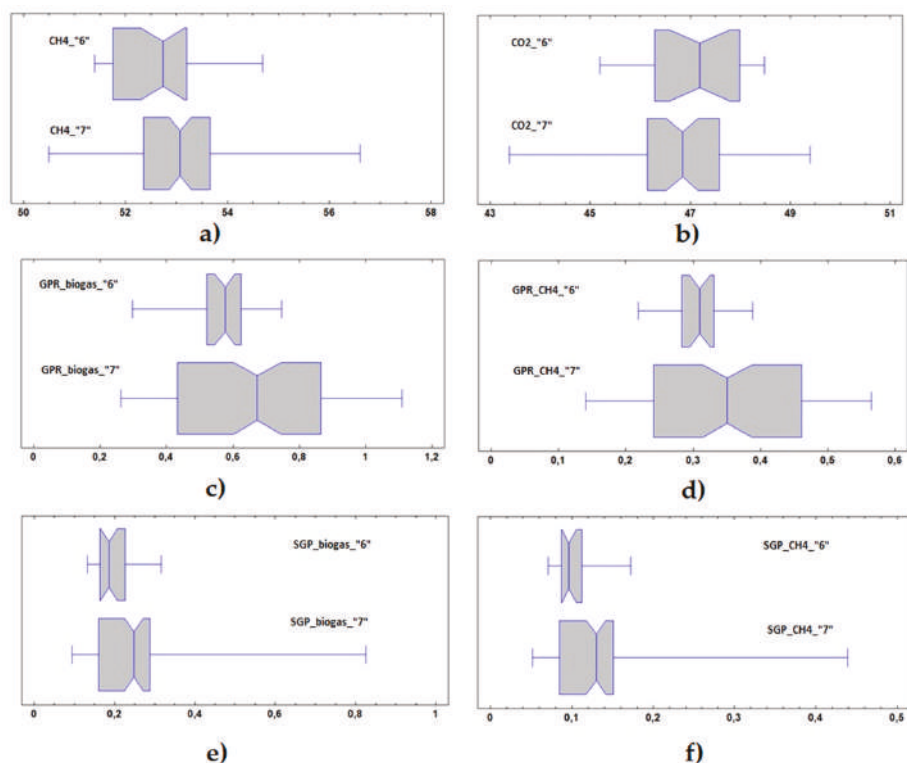 CH4_"6"
CH4_"7"
50 52 54 56 58
a)
CO2_"6"
CO2_"7"
43 45 47 49 51
b)
GPR_biogas_"6"
GPR_biogas_"7"
0 0,2 0,4 0,6 0,8 1 1,2
c)
GPR_CH4_"6"
GPR_CH4_"7"
0 0,1 0,2 0,3 0,4 0,5 0,6
d)
SGP_biogas_"6"
SGP_biogas_"7"
0 0,2 0,4 0,6 0,8 1
e)
SGP_CH4_"6"
SGP_CH4_"7"
0 0,1 0,2 0,3 0,4 0,5
f)